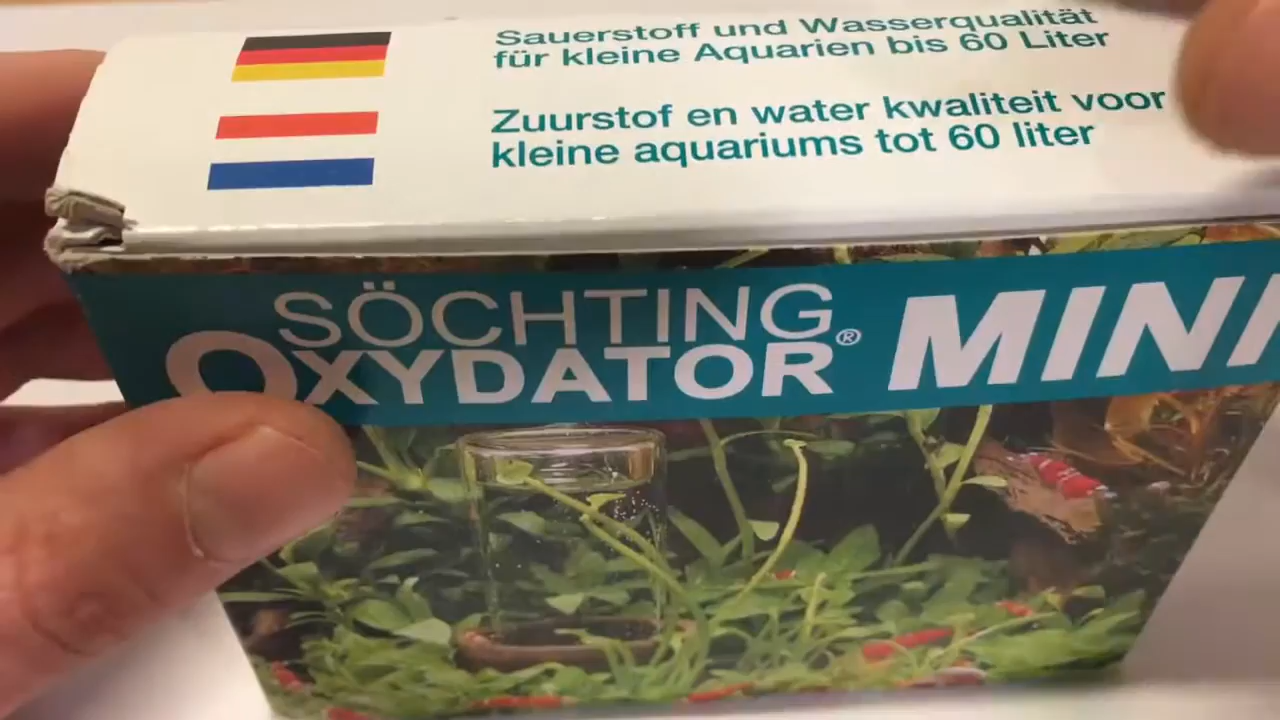 Sauerstoff und Wasserqualität
für kleine Aquarien bis 60 Liter
Zuurstof en water kwaliteit voor
kleine aquariums tot 60 liter
SÖCHTING
OXYDATOR® MINI